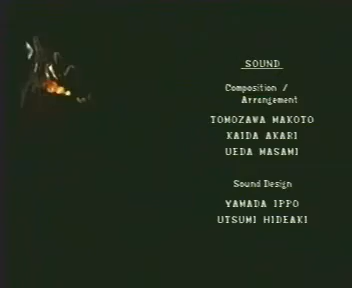 SOUND
Composition /
Arrangement
TOMOZAWA MAKOTO
KAIDA AKARI
UEDA MASAMI
Sound Design
YAMADA IPPO
UTSUMI HIDEAKI